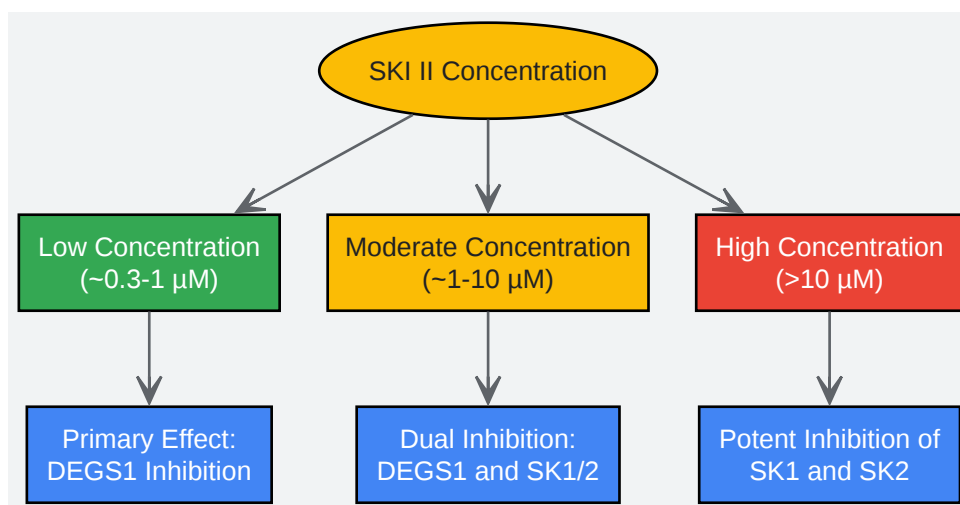 SKI II Concentration
Low Concentration
(~0.3-1 µM)
Moderate Concentration
(~1-10 µM)
High Concentration
(>10 µM)
Primary Effect:
DEGS1 Inhibition
Dual Inhibition:
DEGS1 and SK1/2
Potent Inhibition of
SK1 and SK2